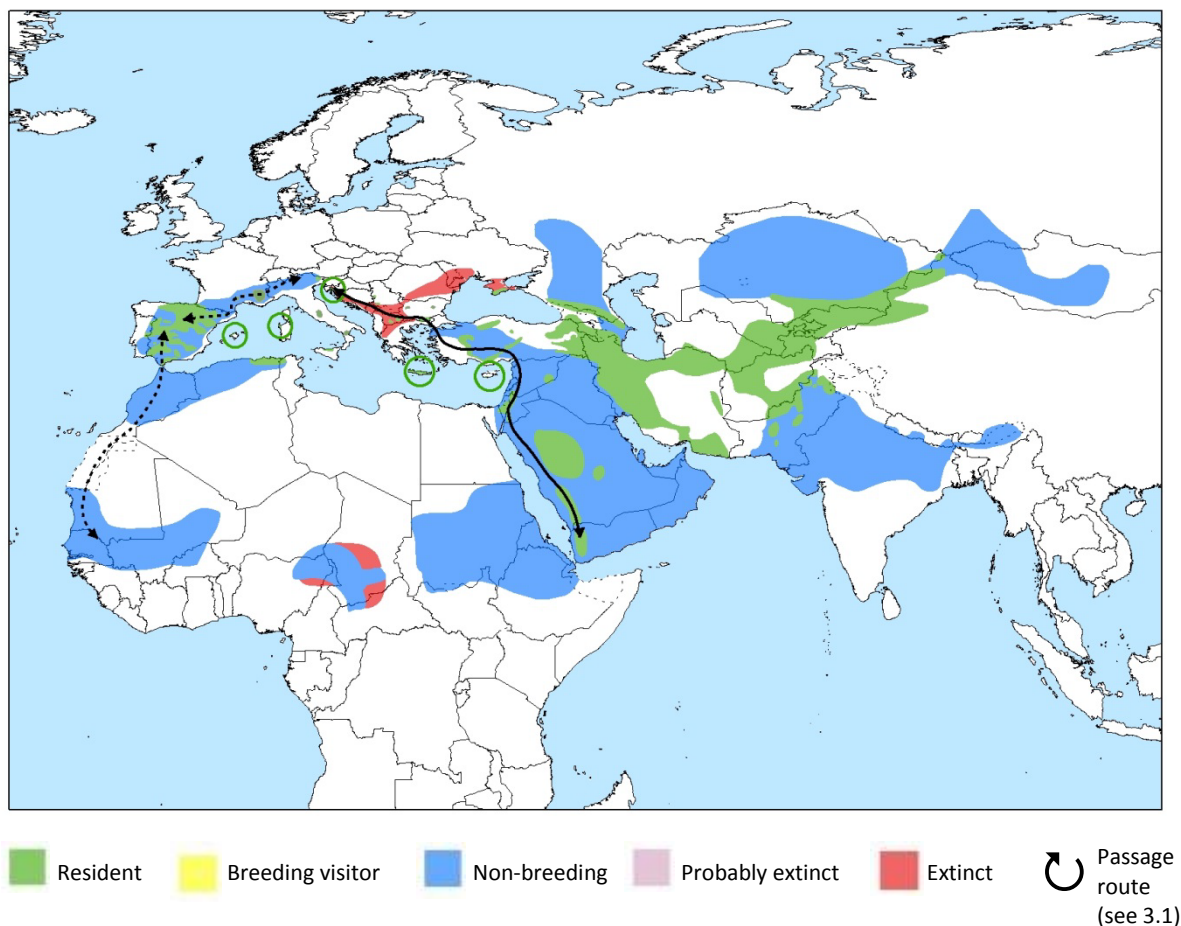 Resident
Breeding visitor
Non-breeding
Probably extinct
Extinct
Passage
route
(see 3.1)